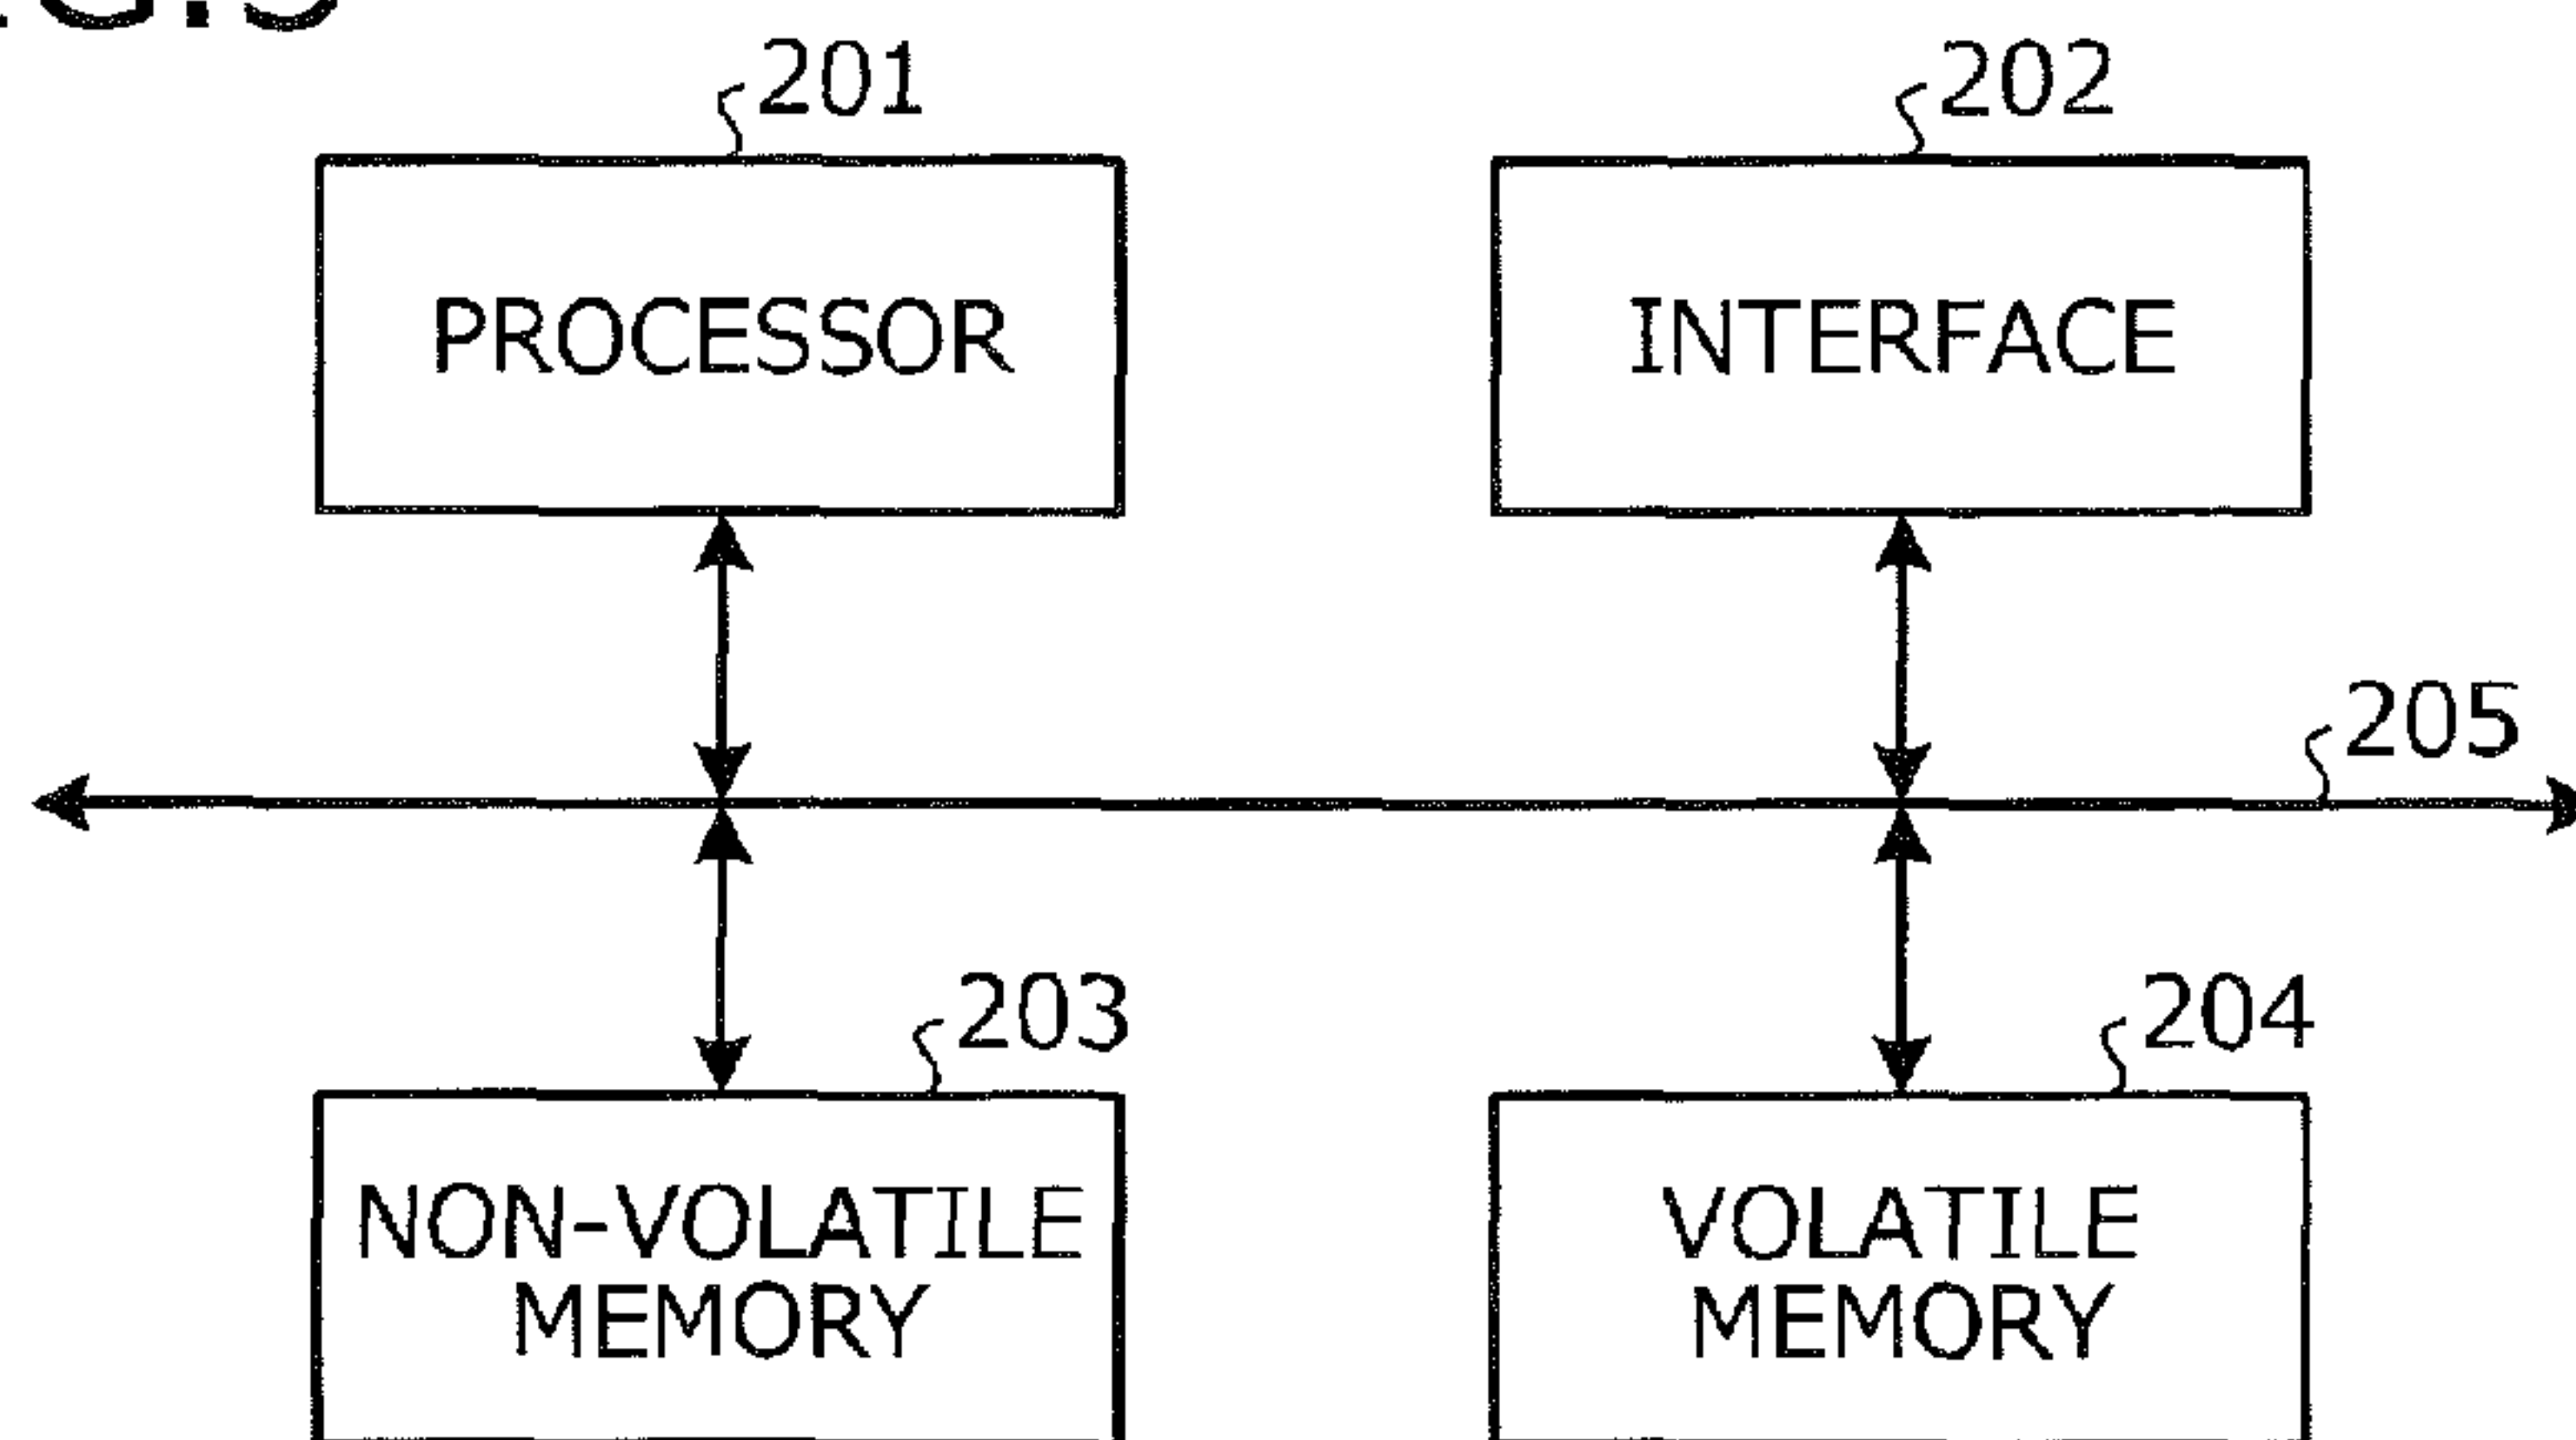 201
202
PROCESSOR
INTERFACE
205
203
204
NON-VOLATILE
MEMORY
VOLATILE
MEMORY